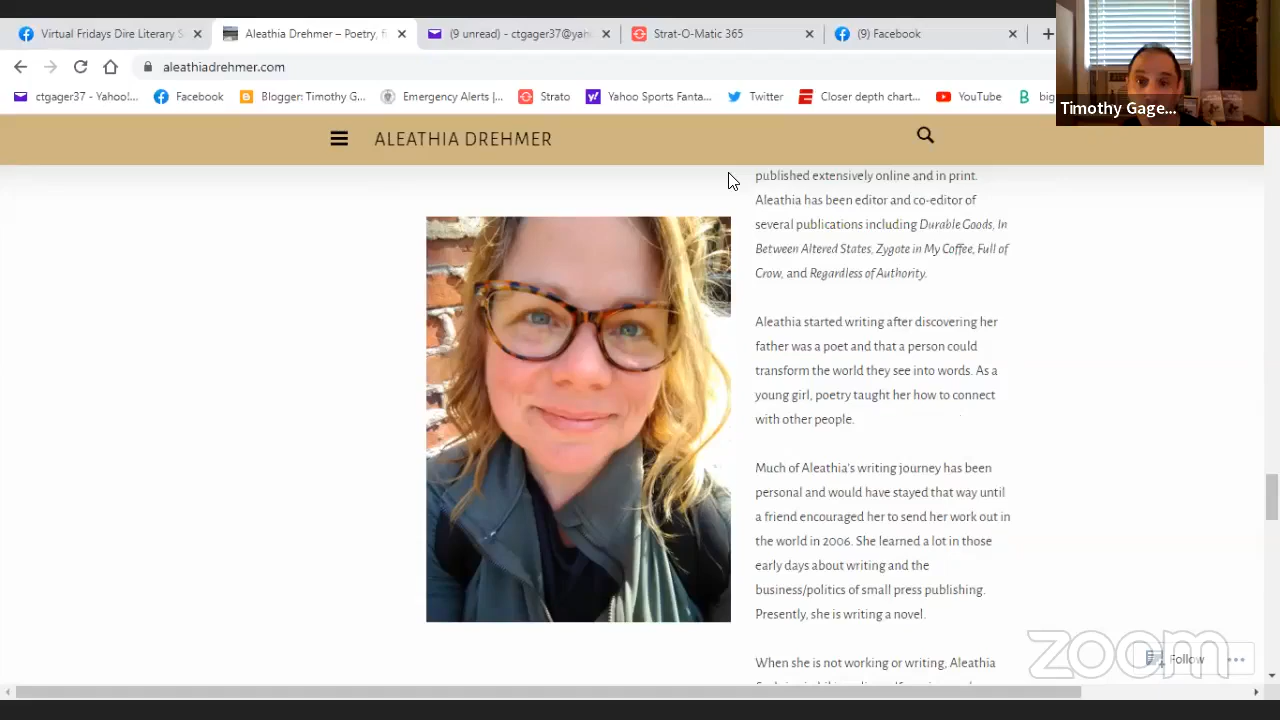 Virtual Fridays Dire Literary S
Aleathia Drehmer – Poetry, f
ctgager37@yah
Strat-O-Matic 365
(9) Facebook
aleathiadrehmer.com
ctgager37 - Yahoo!...
Facebook
Blogger: Timothy G...
Emergency Alerts |...
Strato
Yahoo Sports Fanta...
Twitter
Closer depth chart...
YouTube
big
Timothy Gage...
ALEATHIA DREHMER
published extensively online and in print.
Aleathia has been editor and co-editor of
several publications including Durable Goods, In
Between Altered States, Zygote in My Coffee, Full of
Crow, and Regardless of Authority.
Aleathia started writing after discovering her
father was a poet and that a person could
transform the world they see into words. As a
young girl, poetry taught her how to connect
with other people.
Much of Aleathia's writing journey has been
personal and would have stayed that way until
a friend encouraged her to send her work out in
the world in 2006. She learned a lot in those
early days about writing and the
business/politics of small press publishing.
Presently, she is writing a novel.
When she is not working or writing, Aleathia
zoom
Follow